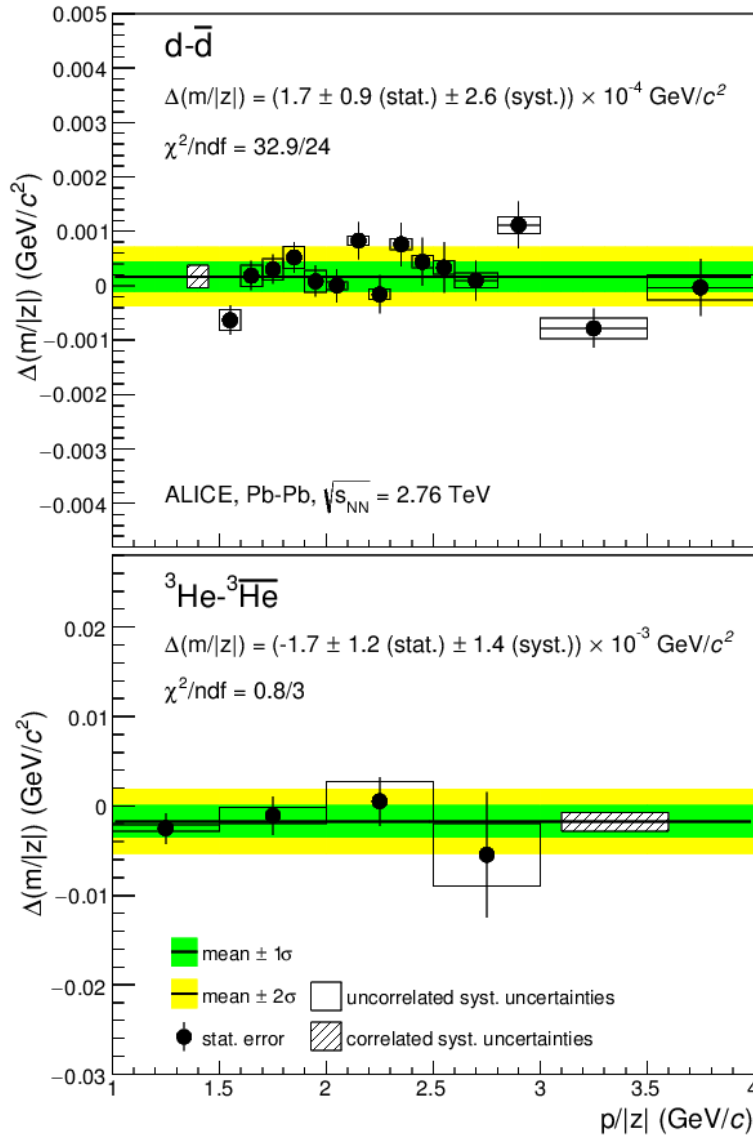 0.005
d-d̅
0.004
Δ(m/|z|) = (1.7 ± 0.9 (stat.) ± 2.6 (syst.)) × 10⁻⁴ GeV/c²
0.003
χ²/ndf = 32.9/24
0.002
0.001
0
−0.001
−0.002
−0.003
−0.004
Δ(m/|z|) (GeV/c²)
ALICE, Pb-Pb, √s_NN = 2.76 TeV
³He-³H̅e̅
Δ(m/|z|) = (-1.7 ± 1.2 (stat.) ± 1.4 (syst.)) × 10⁻³ GeV/c²
χ²/ndf = 0.8/3
0.02
0.01
0
−0.01
−0.02
−0.03
Δ(m/|z|) (GeV/c²)
mean ± 1σ
mean ± 2σ
uncorrelated syst. uncertainties
stat. error
correlated syst. uncertainties
1 1.5 2 2.5 3 3.5 4
p/|z| (GeV/c)